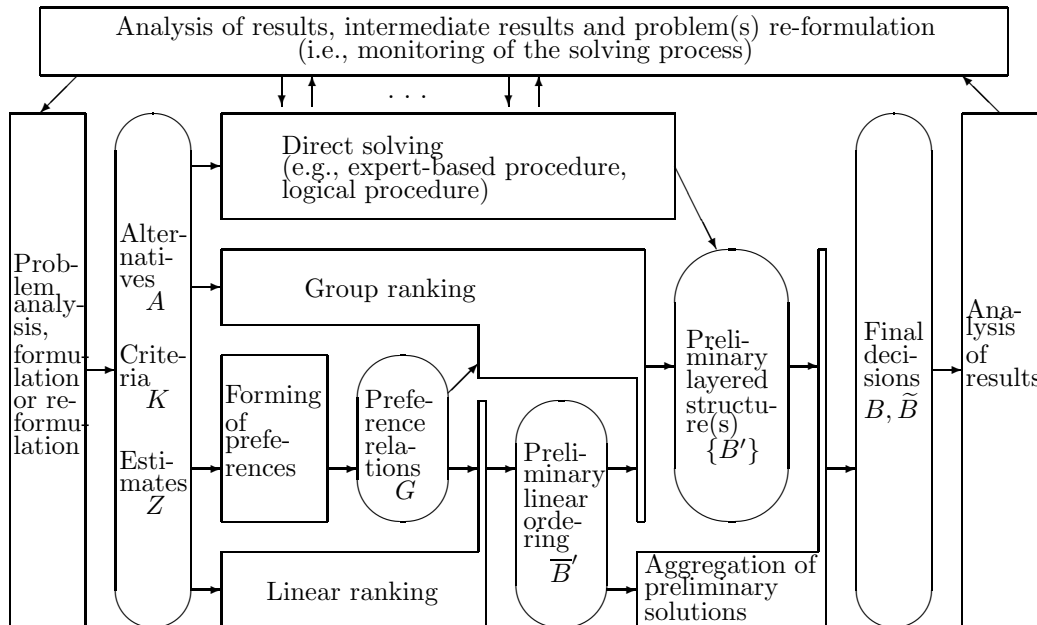 Analysis of results, intermediate results and problem(s) re-formulation
(i.e., monitoring of the solving process)
. . .
Prob-
lem
analy-
sis,
formu-
lation
or re-
formu-
lation
Alter-
nati-
ves
A
Crite-
ria
K
Esti-
mates
Z
Direct solving
(e.g., expert-based procedure,
logical procedure)
Group ranking
Forming
of
prefe-
rences
Prefe-
rence
rela-
tions
G
Linear ranking
Preli-
minary
linear
orde-
ring
B̅′
Preli-
minary
layered
structu-
re(s)
{B′}
Aggregation of
preliminary
solutions
Final
deci-
sions
B, B̃
Ana-
lysis
of
results